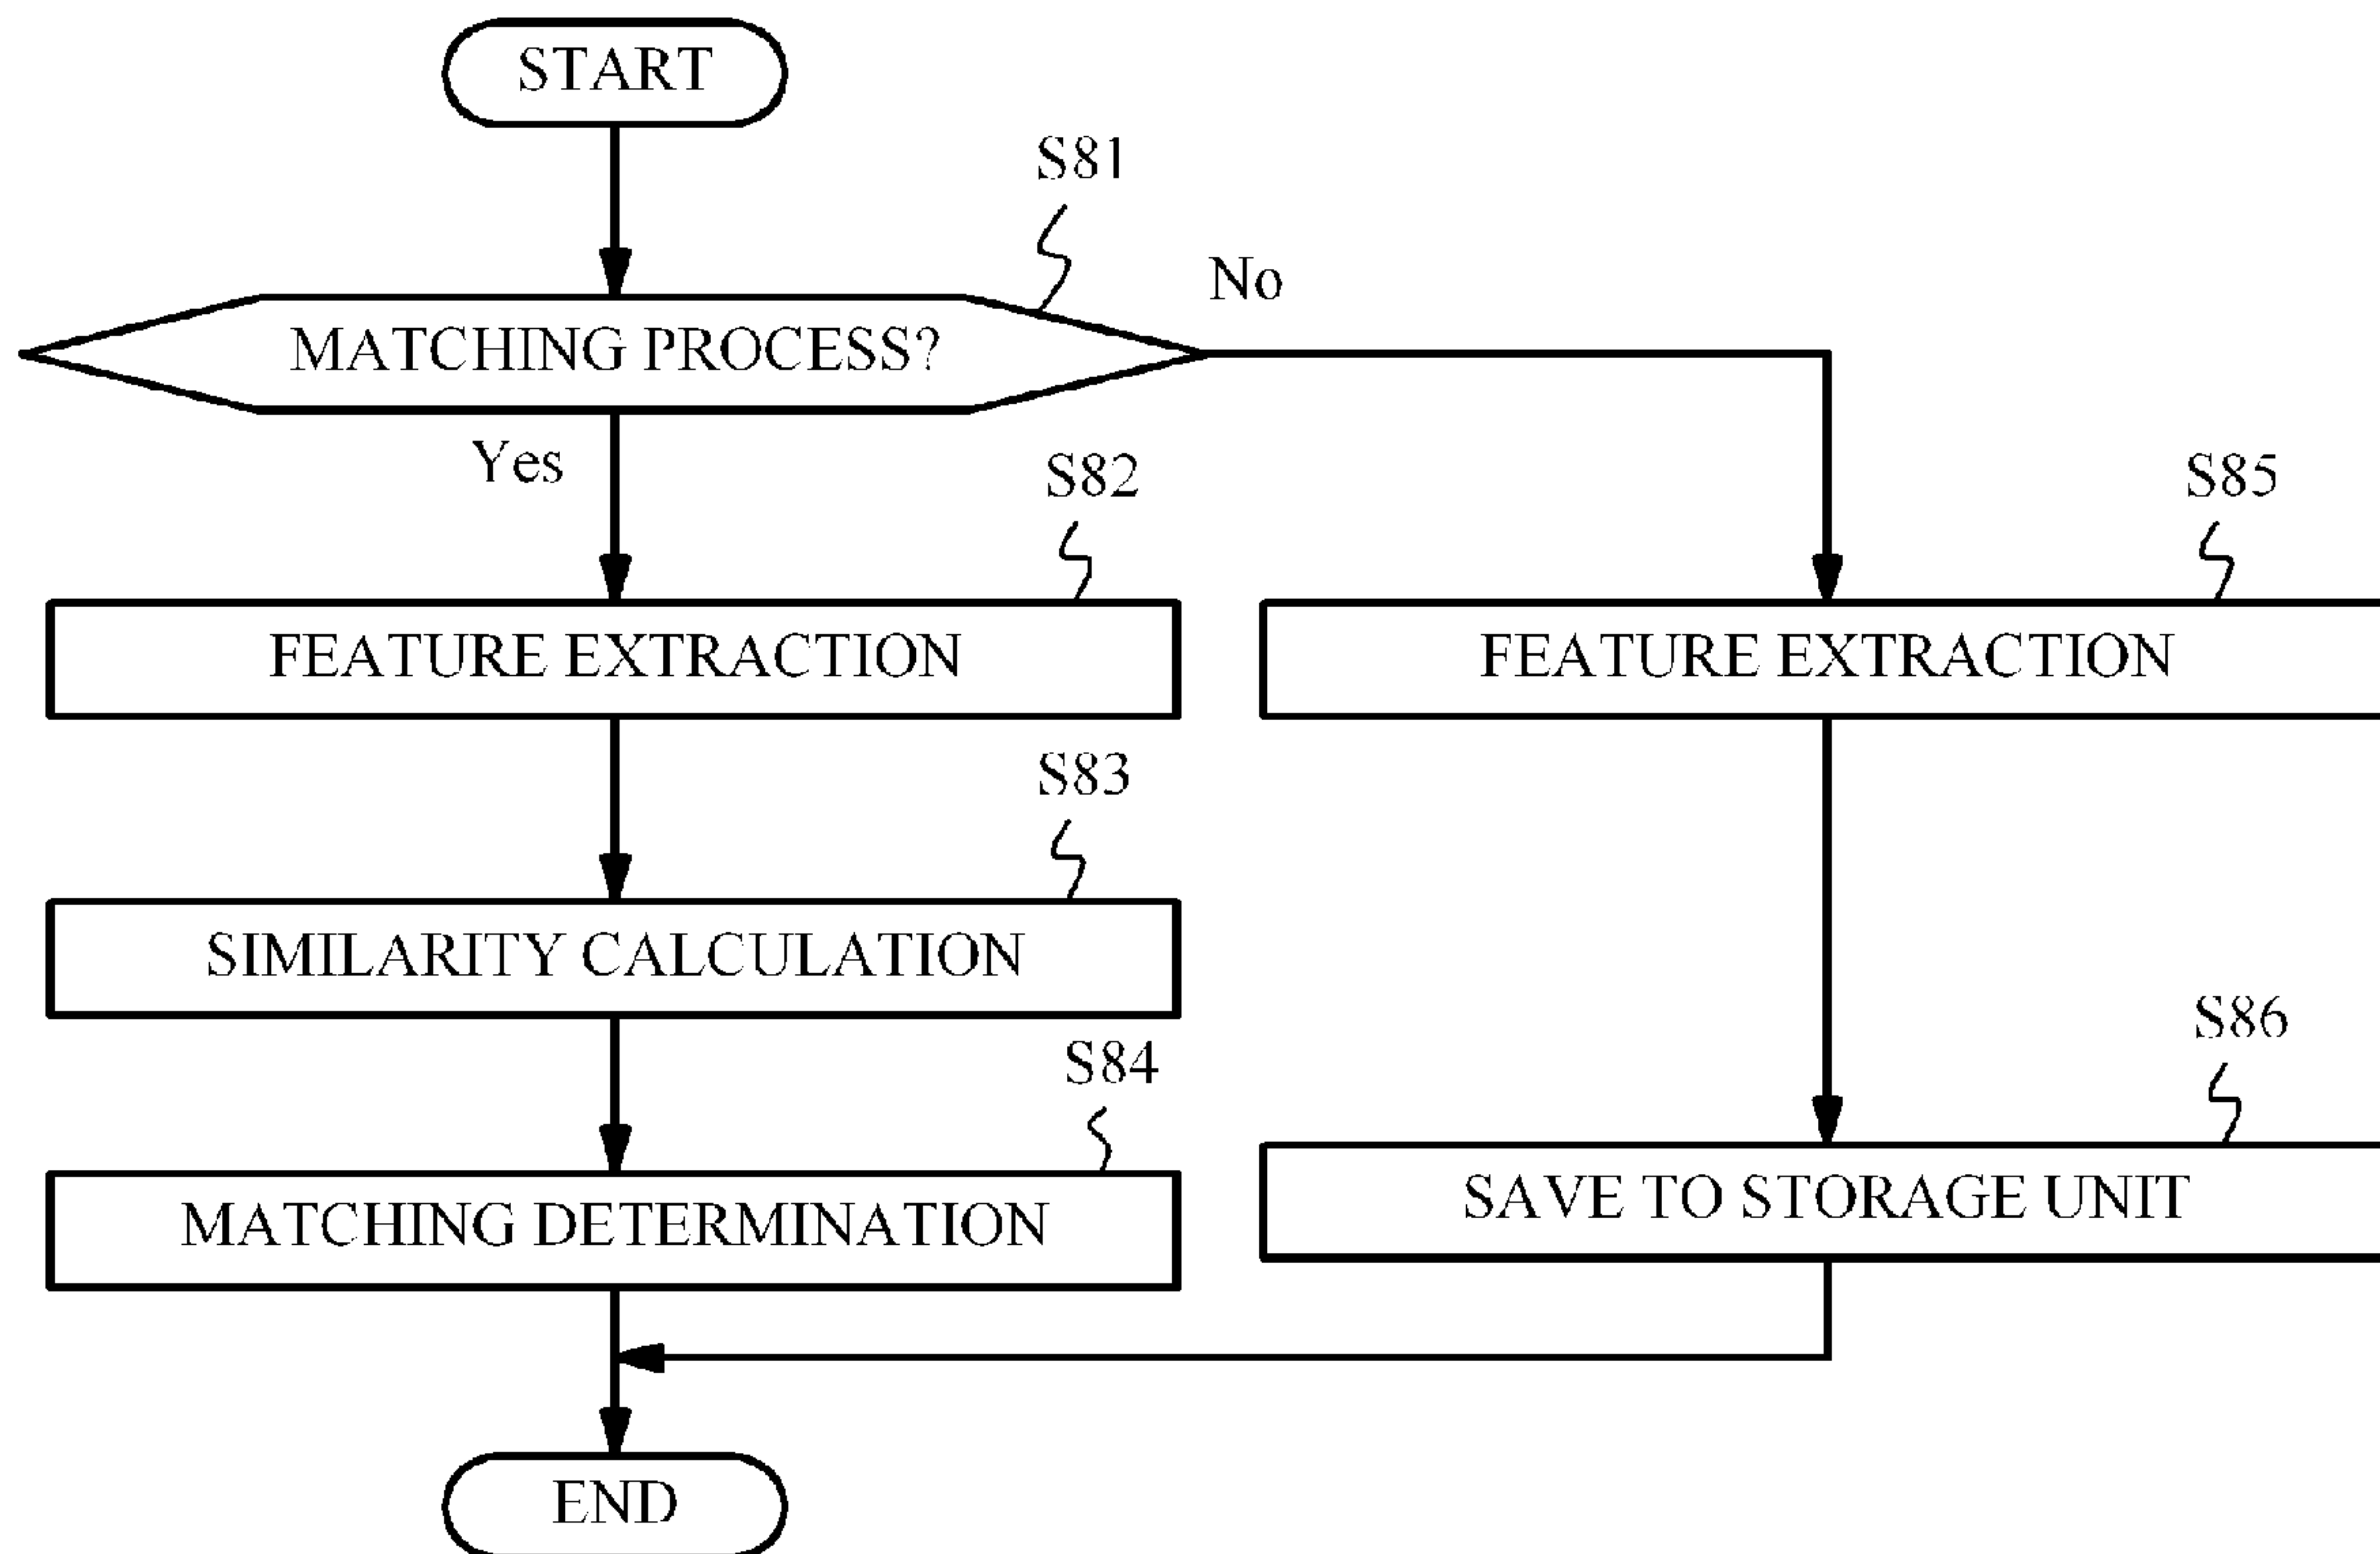 START
S81
No
MATCHING PROCESS?
Yes
S82
S85
FEATURE EXTRACTION
FEATURE EXTRACTION
S83
SIMILARITY CALCULATION
S86
S84
SAVE TO STORAGE UNIT
MATCHING DETERMINATION
END